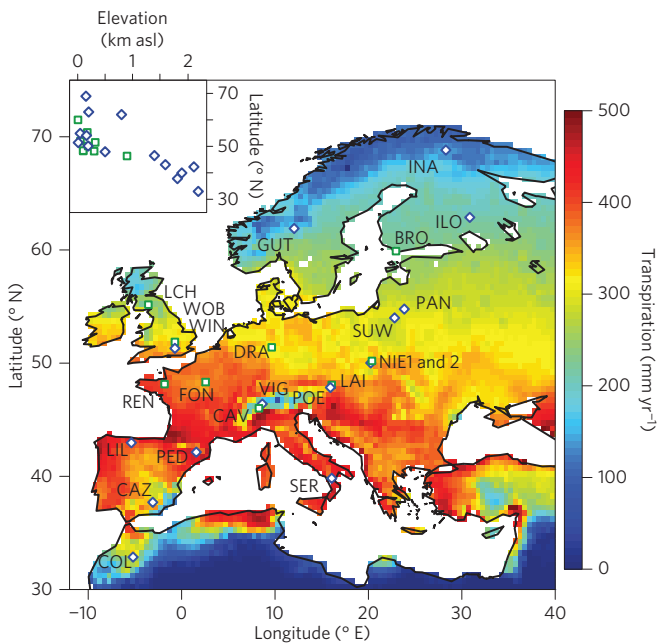 Elevation
(km asl)
0 1 2
70
50
30
Latitude (° N)
70
60
50
40
30
Latitude (° N)
INA
ILO
GUT
BRO
LCH
WOB
WIN
PAN
SUW
DRA
NIE1 and 2
REN
FON
VIG
POE
LAI
CAV
LIL
PED
SER
CAZ
COL
−10 0 10 20 30 40
Longitude (° E)
500
400
300
200
100
0
Transpiration (mm yr⁻¹)